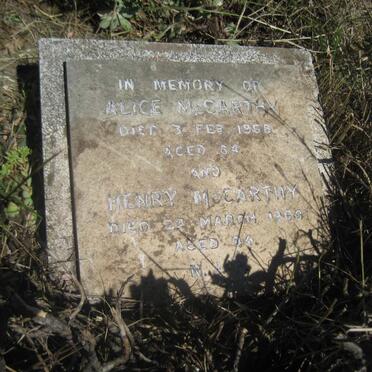 IN MEMORY OF
ALICE McCARTHY
DIED 3 FEB. 1958
AGED 84
AND
HENRY McCARTHY
DIED 22 MARCH 1958
AGED